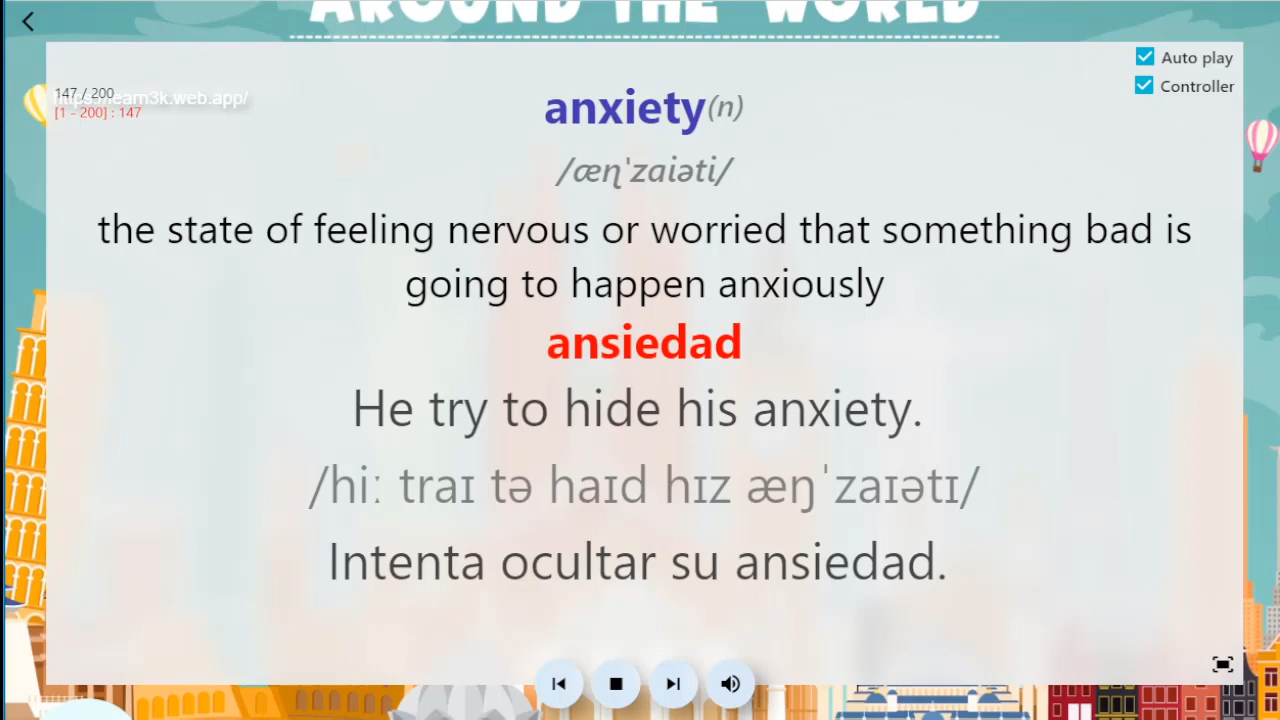 AROUND THE WORLD
Auto play
Controller
147 / 200
https://learn3k.web.app/
[1 - 200] : 147
anxiety(n)
/æɳˈzaiəti/
the state of feeling nervous or worried that something bad is
going to happen anxiously
ansiedad
He try to hide his anxiety.
/hiː traɪ tə haɪd hɪz æŋˈzaɪətɪ/
Intenta ocultar su ansiedad.